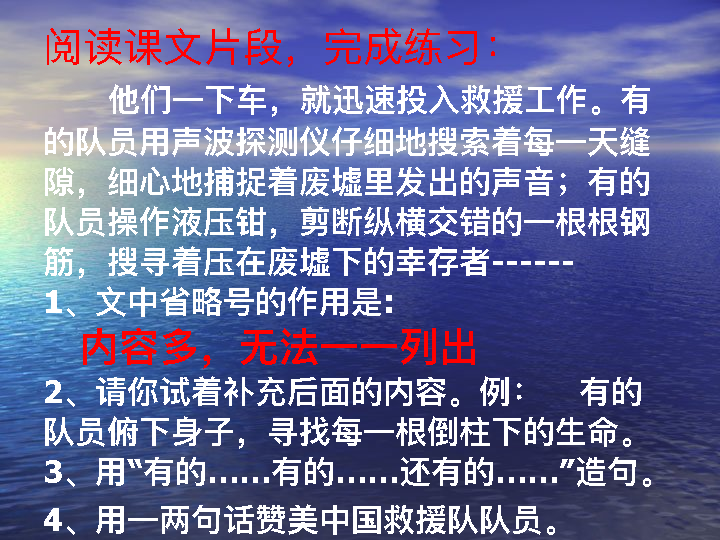 阅读课文片段，完成练习：
他们一下车，就迅速投入救援工作。有
的队员用声波探测仪仔细地搜索着每一天缝
隙，细心地捕捉着废墟里发出的声音；有的
队员操作液压钳，剪断纵横交错的一根根钢
筋，搜寻着压在废墟下的幸存者------
1、文中省略号的作用是:
内容多，无法一一列出
2、请你试着补充后面的内容。例： 有的
队员俯下身子，寻找每一根倒柱下的生命。
3、用“有的……有的……还有的……”造句。
4、用一两句话赞美中国救援队队员。